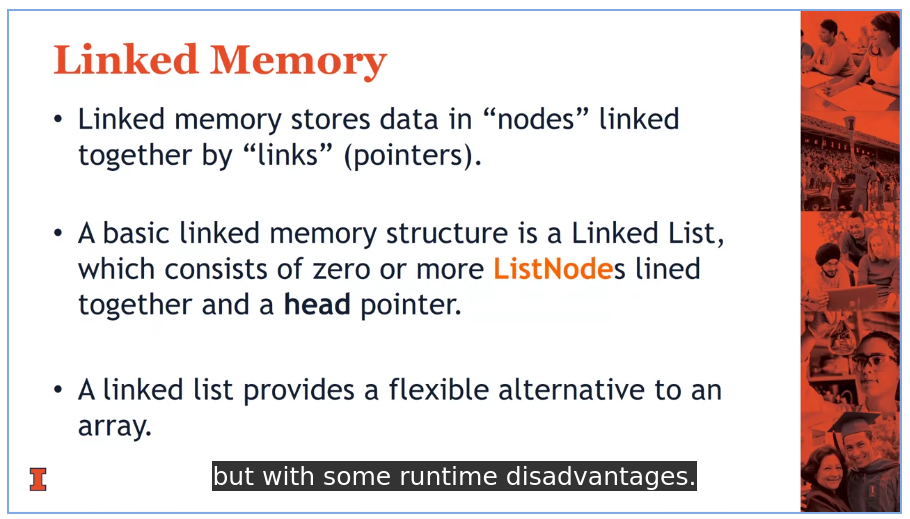 Linked Memory
• Linked memory stores data in “nodes” linked
together by “links” (pointers).
• A basic linked memory structure is a Linked List,
which consists of zero or more ListNodes lined
together and a head pointer.
• A linked list provides a flexible alternative to an
array.
but with some runtime disadvantages.
I